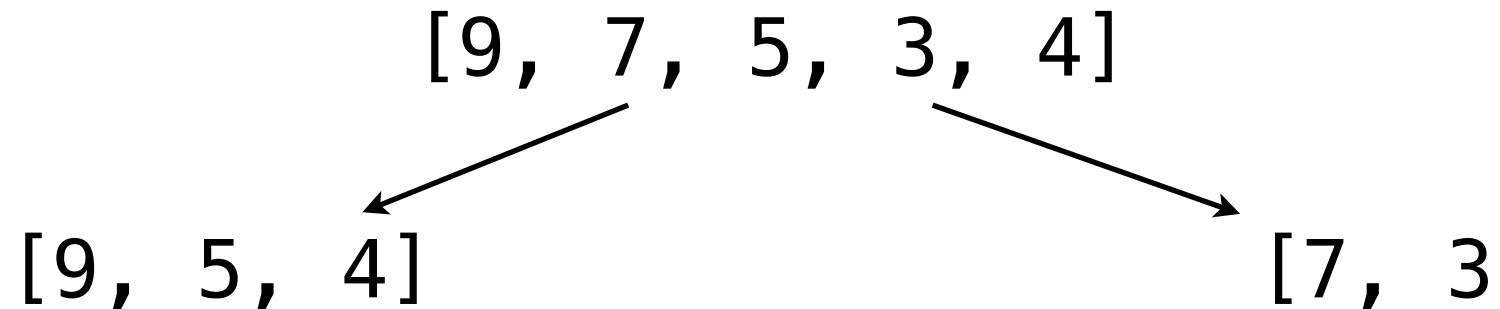 [9, 7, 5, 3, 4]
[9, 5, 4] [7, 3